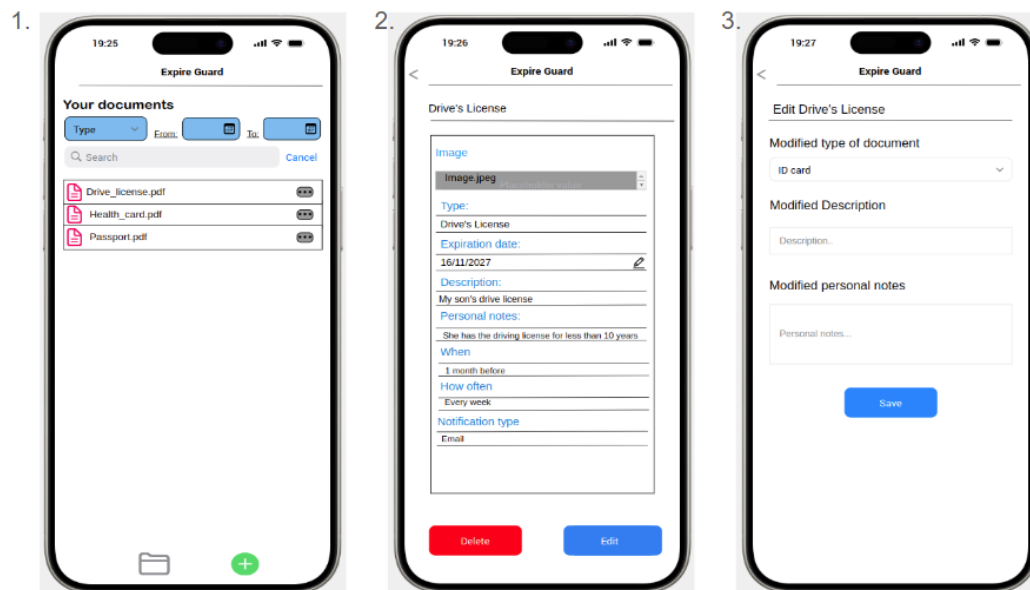 1.
19:25
Expire Guard
Your documents
Type From: To:
Search Cancel
Drive_license.pdf
Health_card.pdf
Passport.pdf
2.
19:26
<
Expire Guard
Drive's License
Image
Image.jpeg
Type:
Drive's License
Expiration date:
16/11/2027
Description:
My son's drive license
Personal notes:
She has the driving license for less than 10 years
When
1 month before
How often
Every week
Notification type
Email
Delete Edit
3.
19:27
<
Expire Guard
Edit Drive's License
Modified type of document
ID card
Modified Description
Description..
Modified personal notes
Personal notes...
Save